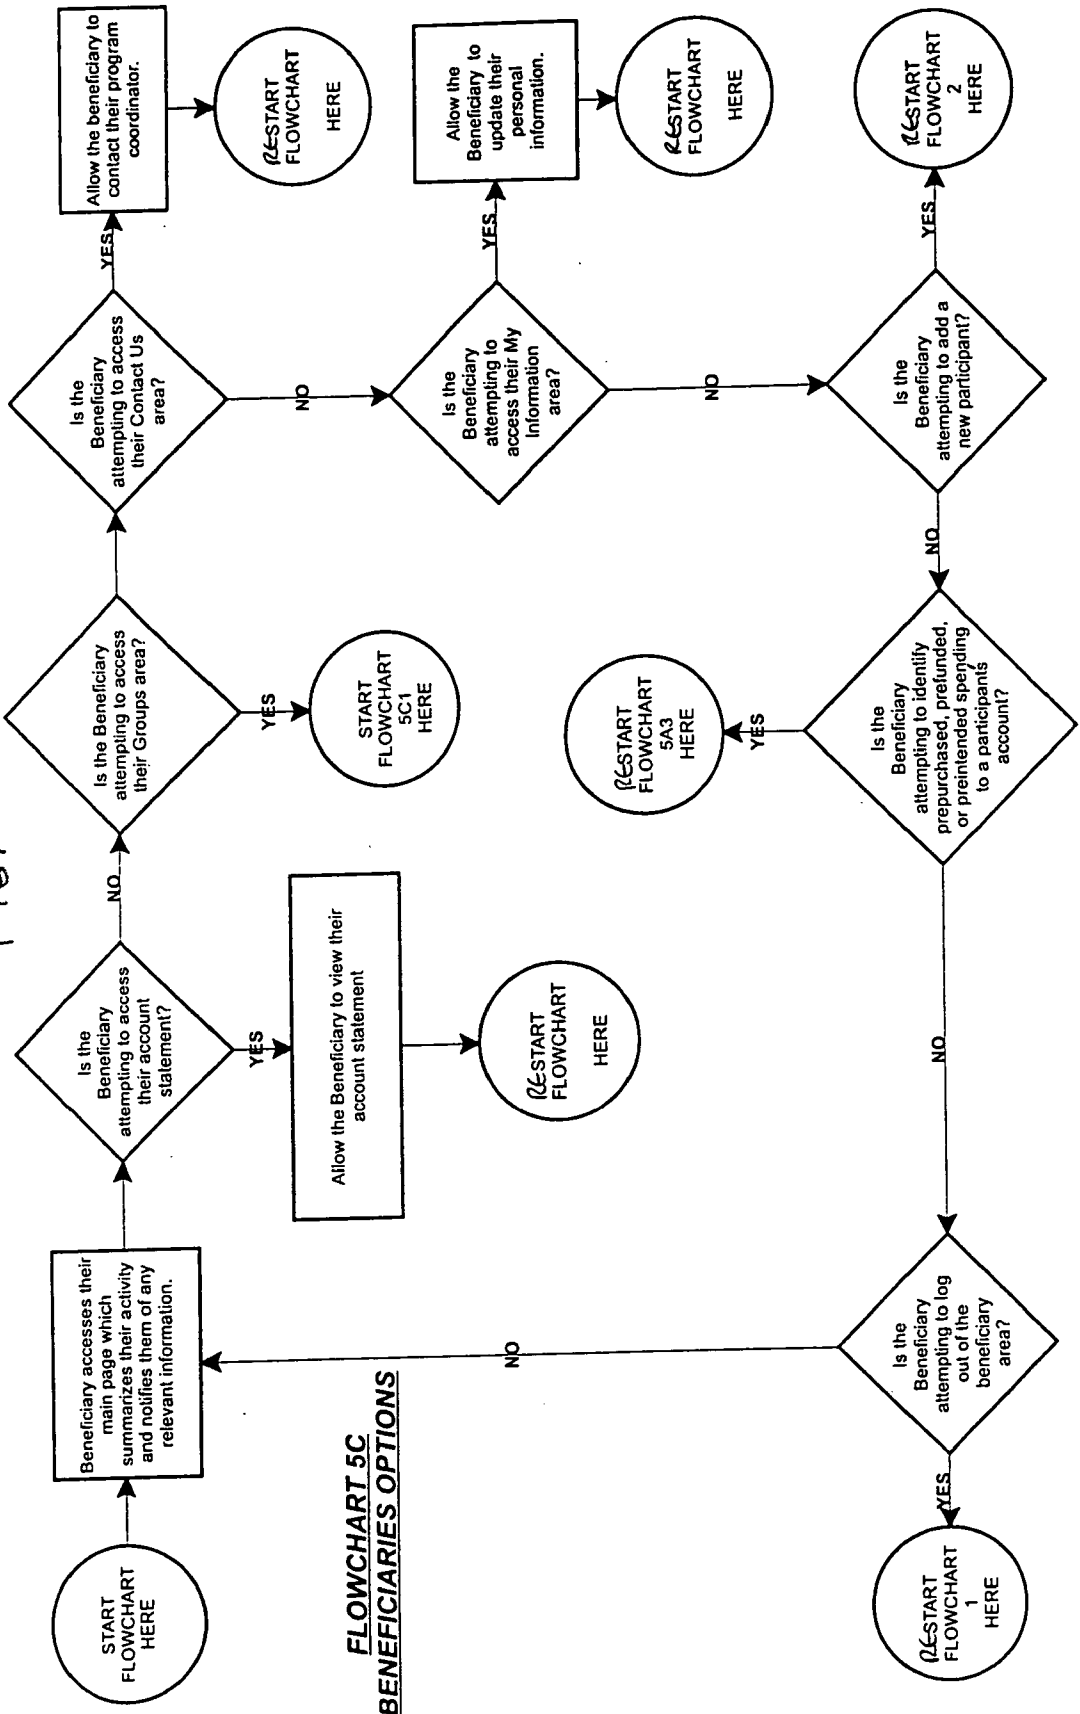 START
FLOWCHART
HERE
Beneficiary accesses their
main page which
summarizes their activity
and notifies them of any
relevant information.
Is the
Beneficiary
attempting to access
their account
statement?
NO
YES
Allow the Beneficiary to view their
account statement
RESTART
FLOWCHART
HERE
Is the Beneficiary
attempting to access
their Groups area?
YES
START
FLOWCHART
5C1
HERE
Is the
Beneficiary
attempting to access
their Contact Us
area?
YES
Allow the beneficiary to
contact their program
coordinator.
RESTART
FLOWCHART
HERE
NO
Is the
Beneficiary
attempting to
access their My
Information
area?
YES
Allow the
Beneficiary to
update their
personal
information.
RESTART
FLOWCHART
HERE
NO
Is the
Beneficiary
attempting to add a
new participant?
YES
RESTART
FLOWCHART
2
HERE
NO
Is the
Beneficiary
attempting to identify
prepurchased, prefunded,
or preintended spending
to a participants
account?
YES
RESTART
FLOWCHART
5A3
HERE
NO
Is the
Beneficiary
attempting to log
out of the
beneficiary
area?
NO
YES
RESTART
FLOWCHART
1
HERE
FLOWCHART 5C
BENEFICIARIES OPTIONS